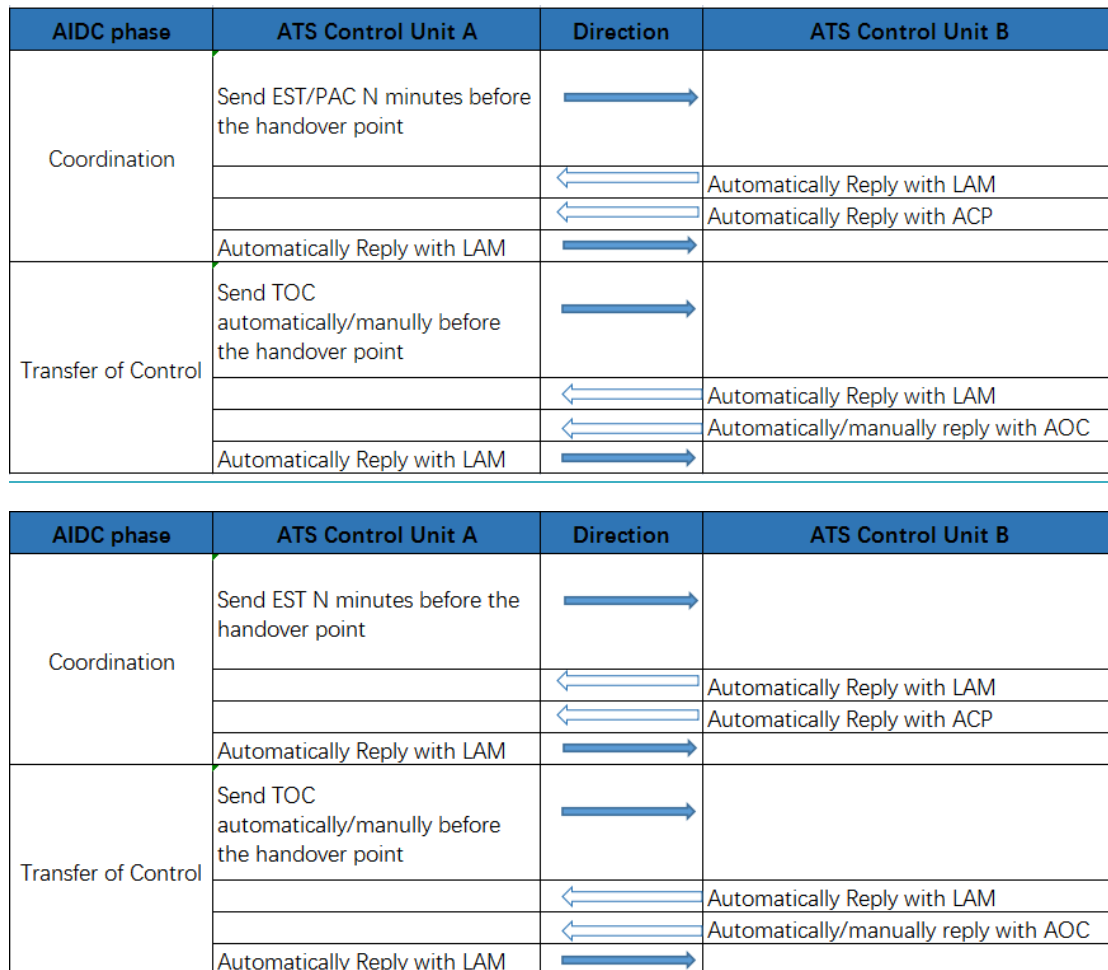 AIDC phase ATS Control Unit A Direction ATS Control Unit B
Send EST/PAC N minutes before
the handover point
Coordination
Automatically Reply with LAM
Automatically Reply with ACP
Automatically Reply with LAM
Send TOC
automatically/manully before
the handover point
Transfer of Control
Automatically Reply with LAM
Automatically/manually reply with AOC
Automatically Reply with LAM
AIDC phase ATS Control Unit A Direction ATS Control Unit B
Send EST N minutes before the
handover point
Coordination
Automatically Reply with LAM
Automatically Reply with ACP
Automatically Reply with LAM
Send TOC
automatically/manully before
the handover point
Transfer of Control
Automatically Reply with LAM
Automatically/manually reply with AOC
Automatically Reply with LAM